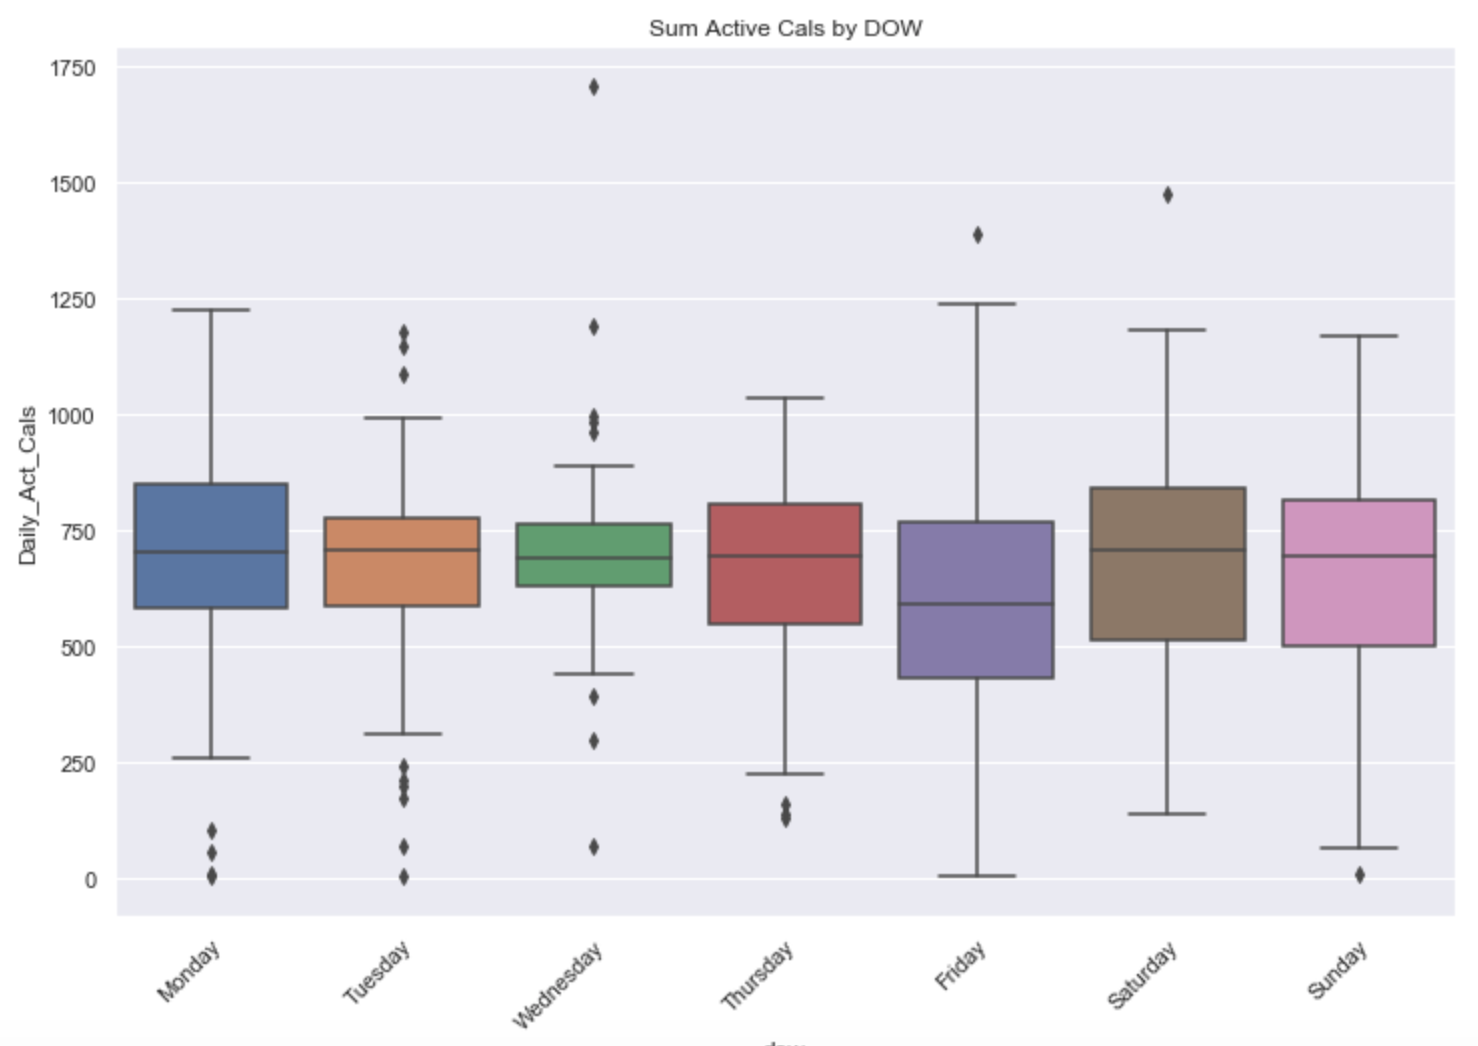 Sum Active Cals by DOW
Daily_Act_Cals
1750
1500
1250
1000
750
500
250
0
Monday
Tuesday
Wednesday
Thursday
Friday
Saturday
Sunday